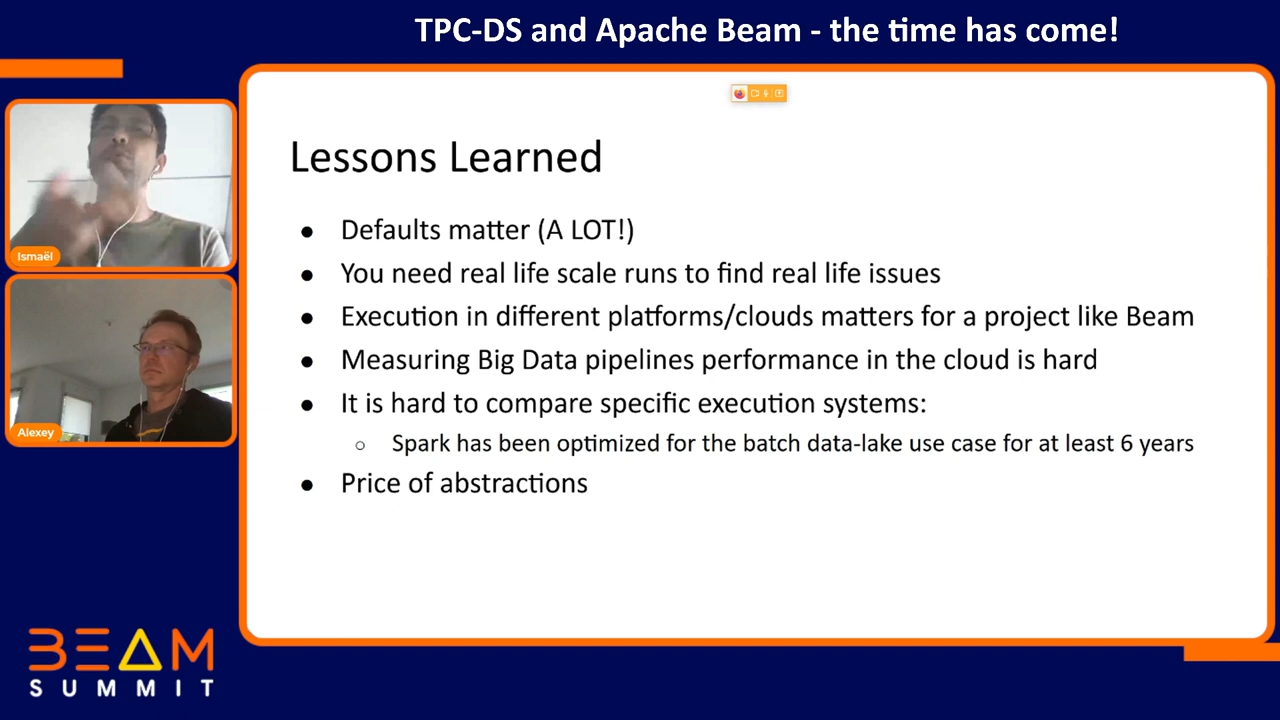 TPC-DS and Apache Beam - the time has come!
Ismaël
Alexey
Lessons Learned
● Defaults matter (A LOT!)
● You need real life scale runs to find real life issues
● Execution in different platforms/clouds matters for a project like Beam
● Measuring Big Data pipelines performance in the cloud is hard
● It is hard to compare specific execution systems:
○ Spark has been optimized for the batch data-lake use case for at least 6 years
● Price of abstractions
BEAM
SUMMIT